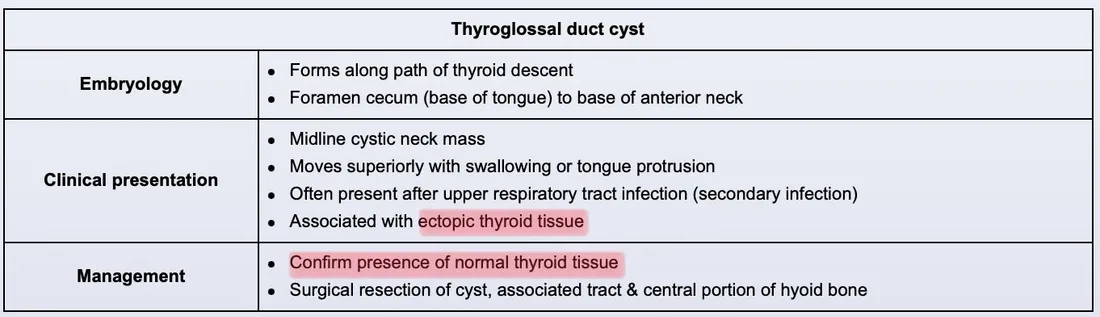 Thyroglossal duct cyst
Embryology
• Forms along path of thyroid descent
• Foramen cecum (base of tongue) to base of anterior neck
Clinical presentation
• Midline cystic neck mass
• Moves superiorly with swallowing or tongue protrusion
• Often present after upper respiratory tract infection (secondary infection)
• Associated with ectopic thyroid tissue
Management
• Confirm presence of normal thyroid tissue
• Surgical resection of cyst, associated tract & central portion of hyoid bone